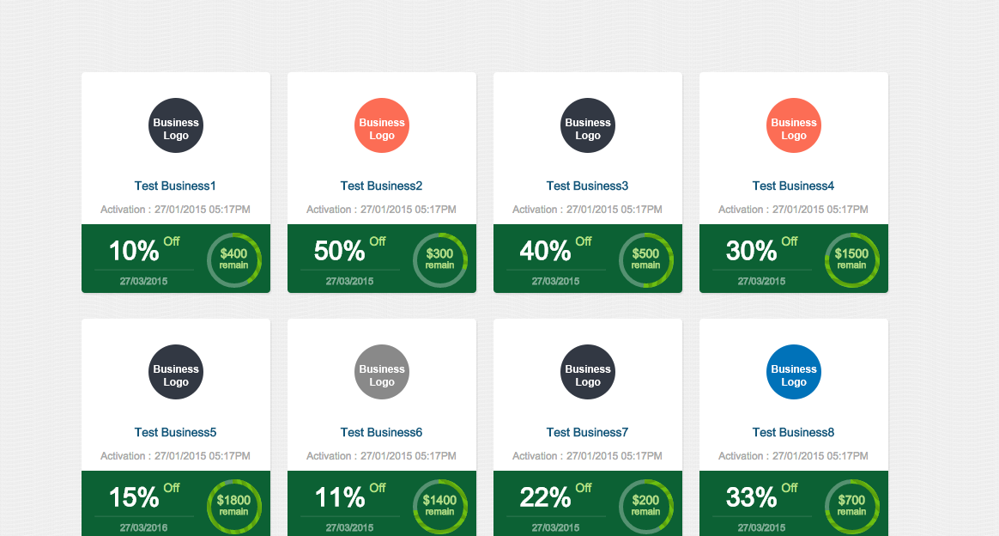 Business
Logo
Test Business1
Activation : 27/01/2015 05:17PM
10% Off
27/03/2015
$400
remain
Business
Logo
Test Business2
Activation : 27/01/2015 05:17PM
50% Off
27/03/2015
$300
remain
Business
Logo
Test Business3
Activation : 27/01/2015 05:17PM
40% Off
27/03/2015
$500
remain
Business
Logo
Test Business4
Activation : 27/01/2015 05:17PM
30% Off
27/03/2015
$1500
remain
Business
Logo
Test Business5
Activation : 27/01/2015 05:17PM
15% Off
27/03/2016
$1800
remain
Business
Logo
Test Business6
Activation : 27/01/2015 05:17PM
11% Off
27/03/2015
$1400
remain
Business
Logo
Test Business7
Activation : 27/01/2015 05:17PM
22% Off
27/03/2015
$200
remain
Business
Logo
Test Business8
Activation : 27/01/2015 05:17PM
33% Off
27/03/2015
$700
remain